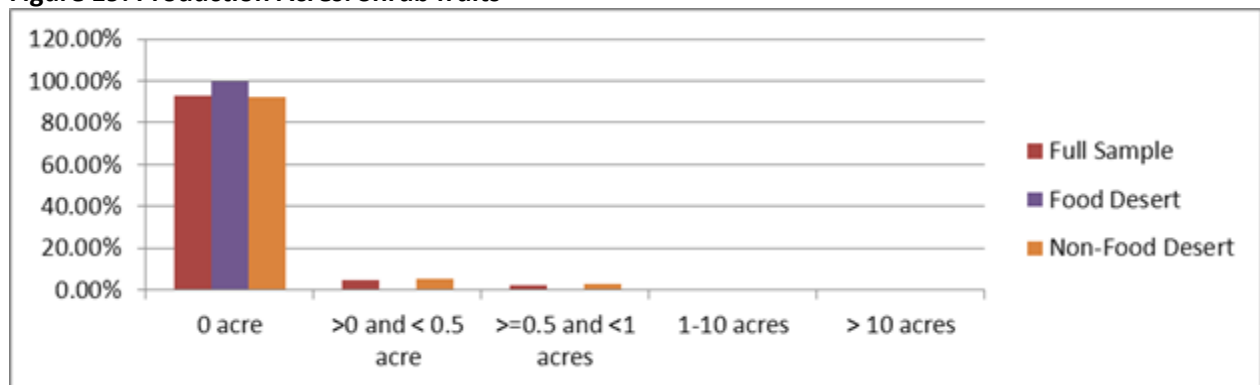 Figure Production
120.00%
100.00%
80.00%
60.00%
40.00%
20.00%
0.00%
0 acre
>0 and < 0.5
acre
>=0.5 and <1
acres
1-10 acres
> 10 acres
Full Sample
Food Desert
Non-Food Desert